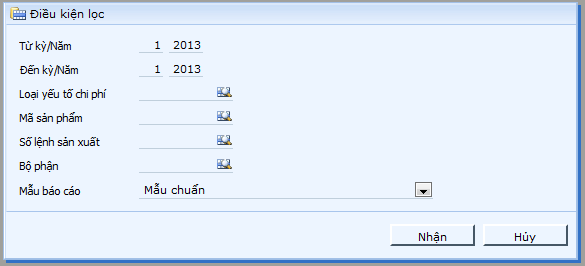 Điều kiện lọc
Từ kỳ/Năm 1 2013
Đến kỳ/Năm 1 2013
Loại yếu tố chi phí
Mã sản phẩm
Số lệnh sản xuất
Bộ phận
Mẫu báo cáo Mẫu chuẩn
Nhận Hủy